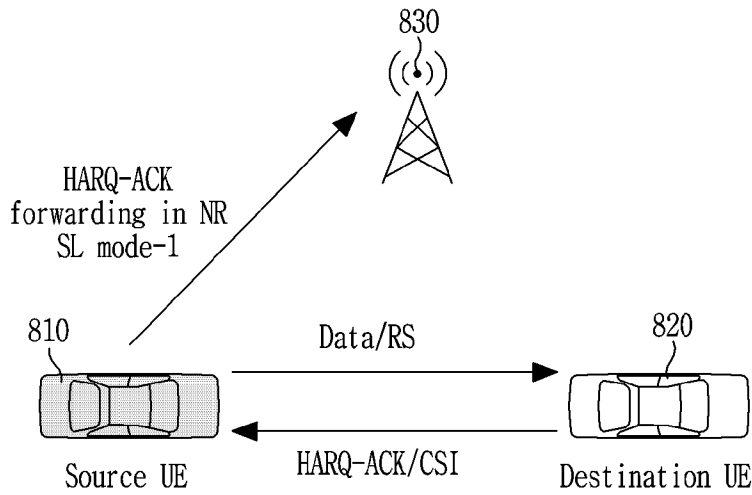 830
HARQ-ACK
forwarding in NR
SL mode-1
810
Data/RS
820
HARQ-ACK/CSI
Source UE
Destination UE